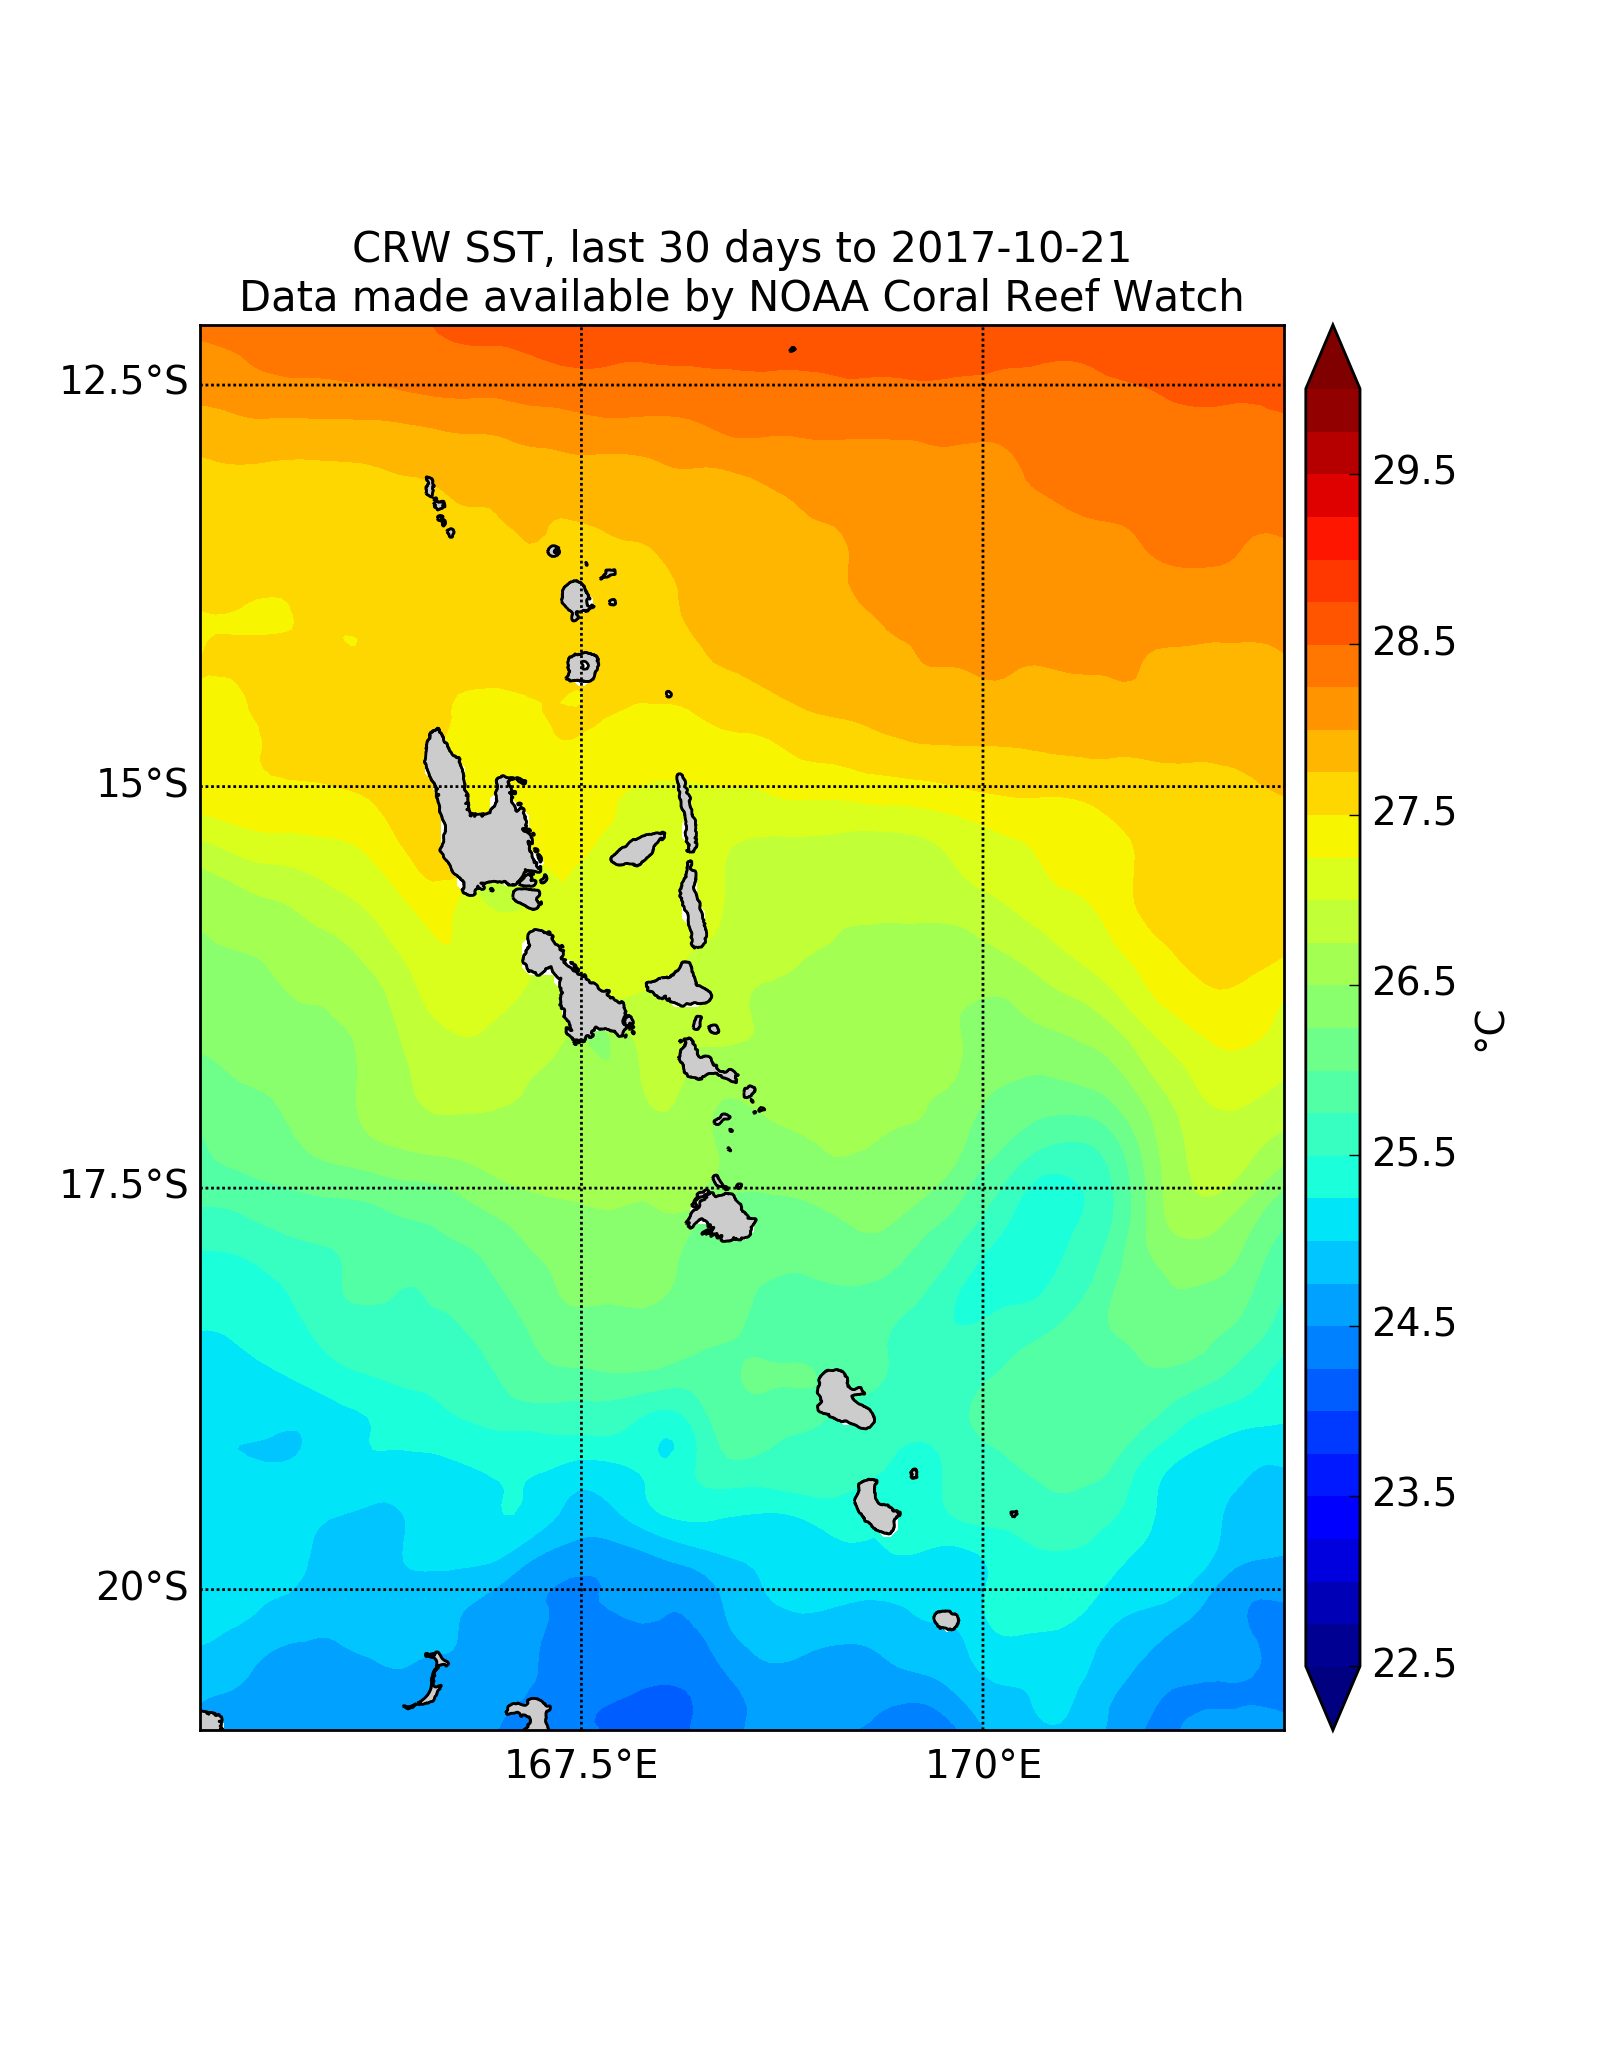 CRW SST, last 30 days to 2017-10-21
Data made available by NOAA Coral Reef Watch
12.5°S
15°S
17.5°S
20°S
167.5°E
170°E
29.5
28.5
27.5
26.5
25.5
24.5
23.5
22.5
°C